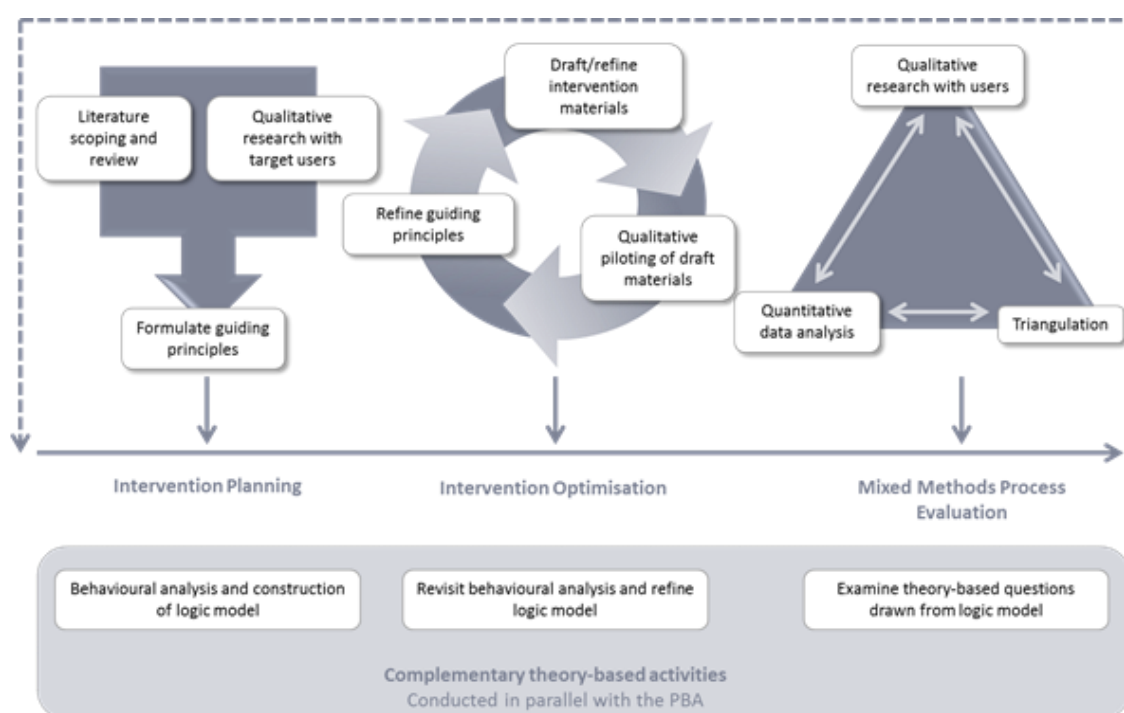 Literature
scoping and
review
Qualitative
research with
target users
Formulate guiding
principles
Draft/refine
intervention
materials
Refine guiding
principles
Qualitative
piloting of draft
materials
Qualitative
research with users
Quantitative
data analysis
Triangulation
Intervention Planning
Intervention Optimisation
Mixed Methods Process
Evaluation
Behavioural analysis and construction
of logic model
Revisit behavioural analysis and refine
logic model
Examine theory-based questions
drawn from logic model
Complementary theory-based activities
Conducted in parallel with the PBA